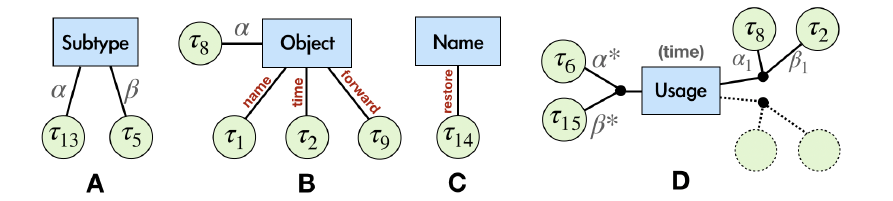 Subtype
α
β
τ13
τ5
A
τ8
α
Object
name
time
forward
τ1
τ2
τ9
B
Name
restore
τ14
C
τ6
α*
τ15
β*
(time)
Usage
τ8
τ2
α1
β1
D